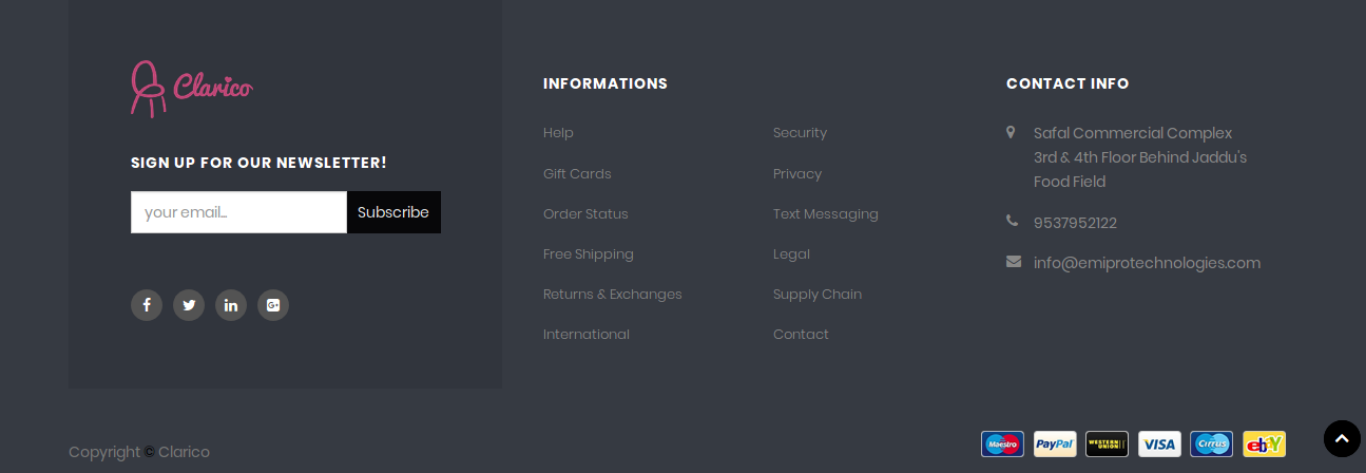 Clarico
SIGN UP FOR OUR NEWSLETTER!
your email...
Subscribe
INFORMATIONS
Help
Gift Cards
Order Status
Free Shipping
Returns & Exchanges
International
Security
Privacy
Text Messaging
Legal
Supply Chain
Contact
CONTACT INFO
Safal Commercial Complex
3rd & 4th Floor Behind Jaddu's
Food Field
9537952122
info@emiprotechnologies.com
Copyright © Clarico
Maestro
PayPal
WESTERN
UNION
VISA
Cirrus
ebY